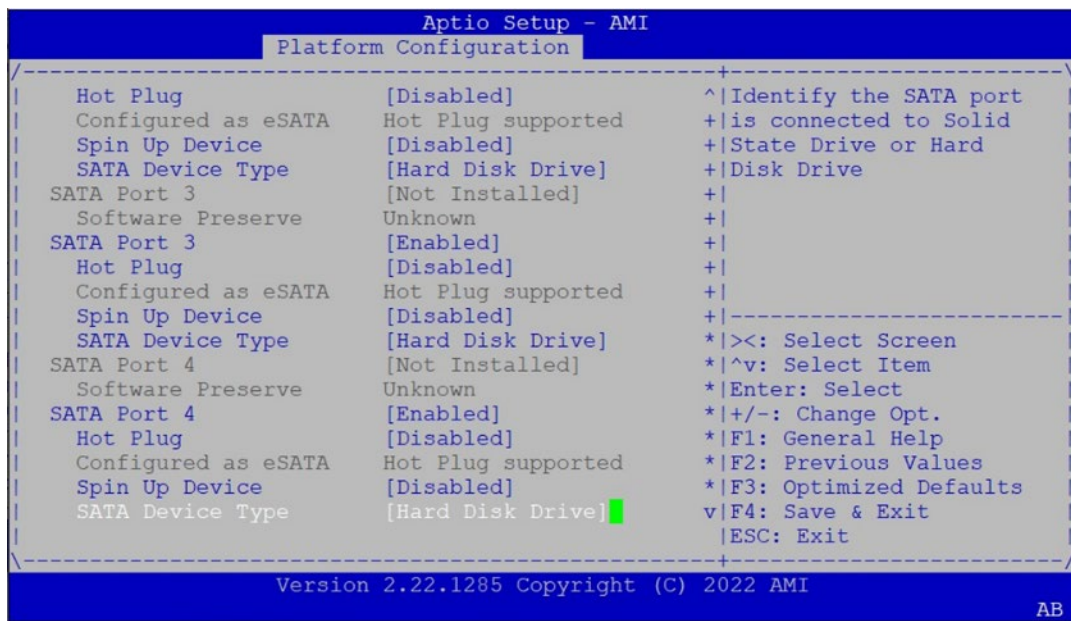 Aptio Setup - AMI
Platform Configuration
/----------------------------------------------------+-------------------------\
| Hot Plug [Disabled] ^|Identify the SATA port |
| Configured as eSATA Hot Plug supported +|is connected to Solid |
| Spin Up Device [Disabled] +|State Drive or Hard |
| SATA Device Type [Hard Disk Drive] +|Disk Drive |
| SATA Port 3 [Not Installed] +| |
| Software Preserve Unknown +| |
| SATA Port 3 [Enabled] +| |
| Hot Plug [Disabled] +| |
| Configured as eSATA Hot Plug supported +| |
| Spin Up Device [Disabled] +|-------------------------|
| SATA Device Type [Hard Disk Drive] *|><: Select Screen |
| SATA Port 4 [Not Installed] *|^v: Select Item |
| Software Preserve Unknown *|Enter: Select |
| SATA Port 4 [Enabled] *|+/-: Change Opt. |
| Hot Plug [Disabled] *|F1: General Help |
| Configured as eSATA Hot Plug supported *|F2: Previous Values |
| Spin Up Device [Disabled] *|F3: Optimized Defaults |
| SATA Device Type [Hard Disk Drive] v|F4: Save & Exit |
| |ESC: Exit |
\----------------------------------------------------+-------------------------/
Version 2.22.1285 Copyright (C) 2022 AMI
AB